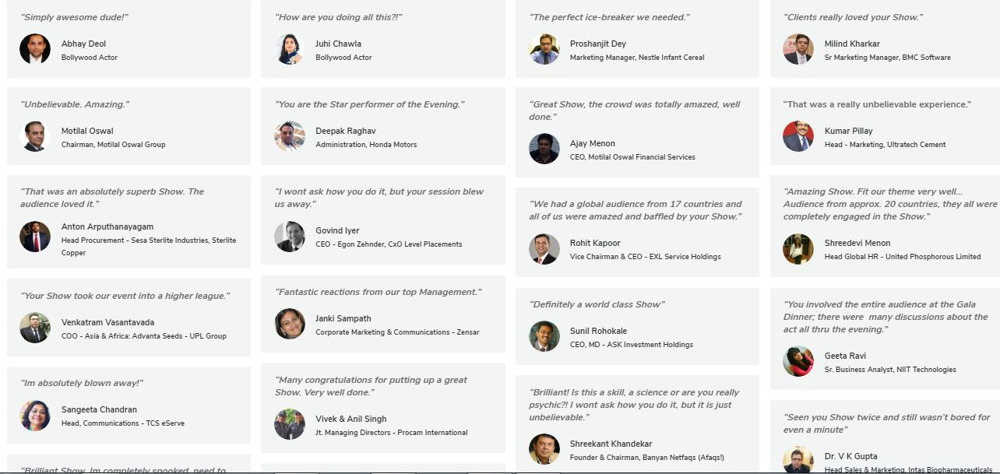 “Simply awesome dude!”
Abhay Deol
Bollywood Actor
“Unbelievable. Amazing.”
Motilal Oswal
Chairman, Motilal Oswal Group
“That was an absolutely superb Show. The
audience loved it.”
Anton Arputhanayagam
Head Procurement - Sesa Sterlite Industries, Sterlite
Copper
“Your Show took our event into a higher league.”
Venkatram Vasantavada
COO - Asia & Africa: Advanta Seeds - UPL Group
“Im absolutely blown away!”
Sangeeta Chandran
Head, Communications - TCS eServe
“Brilliant Show. Im completely spooked, need to
“How are you doing all this?!”
Juhi Chawla
Bollywood Actor
“You are the Star performer of the Evening.”
Deepak Raghav
Administration, Honda Motors
“I wont ask how you do it, but your session blew
us away.”
Govind Iyer
CEO - Egon Zehnder, CxO Level Placements
“Fantastic reactions from our top Management.”
Janki Sampath
Corporate Marketing & Communications - Zensar
“Many congratulations for putting up a great
Show. Very well done.”
Vivek & Anil Singh
Jt. Managing Directors - Procam International
“The perfect ice-breaker we needed.”
Proshanjit Dey
Marketing Manager, Nestle Infant Cereal
“Great Show, the crowd was totally amazed, well
done.”
Ajay Menon
CEO, Motilal Oswal Financial Services
“We had a global audience from 17 countries and
all of us were amazed and baffled by your Show.”
Rohit Kapoor
Vice Chairman & CEO - EXL Service Holdings
“Definitely a world class Show”
Sunil Rohokale
CEO, MD - ASK Investment Holdings
“Brilliant! Is this a skill, a science or are you really
psychic?! I wont ask how you do it, but it is just
unbelievable.”
Shreekant Khandekar
Founder & Chairman, Banyan Netfaqs (Afaqs!)
“Clients really loved your Show.”
Milind Kharkar
Sr Marketing Manager, BMC Software
“That was a really unbelievable experience.”
Kumar Pillay
Head - Marketing, Ultratech Cement
“Amazing Show. Fit our theme very well...
Audience from approx. 20 countries, they all were
completely engaged in the Show.”
Shreedevi Menon
Head Global HR - United Phosphorous Limited
“You involved the entire audience at the Gala
Dinner; there were  many discussions about the
act all thru the evening.”
Geeta Ravi
Sr. Business Analyst, NIIT Technologies
“Seen you Show twice and still wasn’t bored for
even a minute”
Dr. V K Gupta
Head Sales & Marketing, Intas Biopharmaceuticals